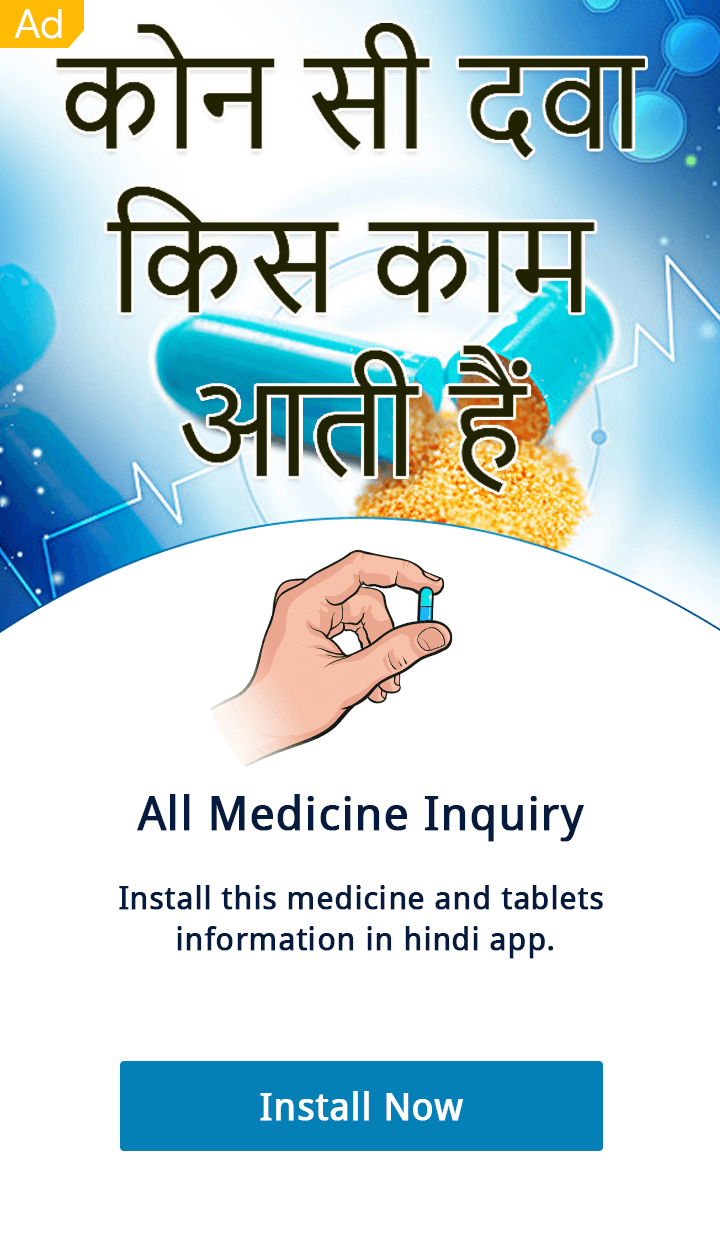 Ad
कोन सी दवा
किस काम
आती हैं
All Medicine Inquiry
Install this medicine and tablets
information in hindi app.
Install Now